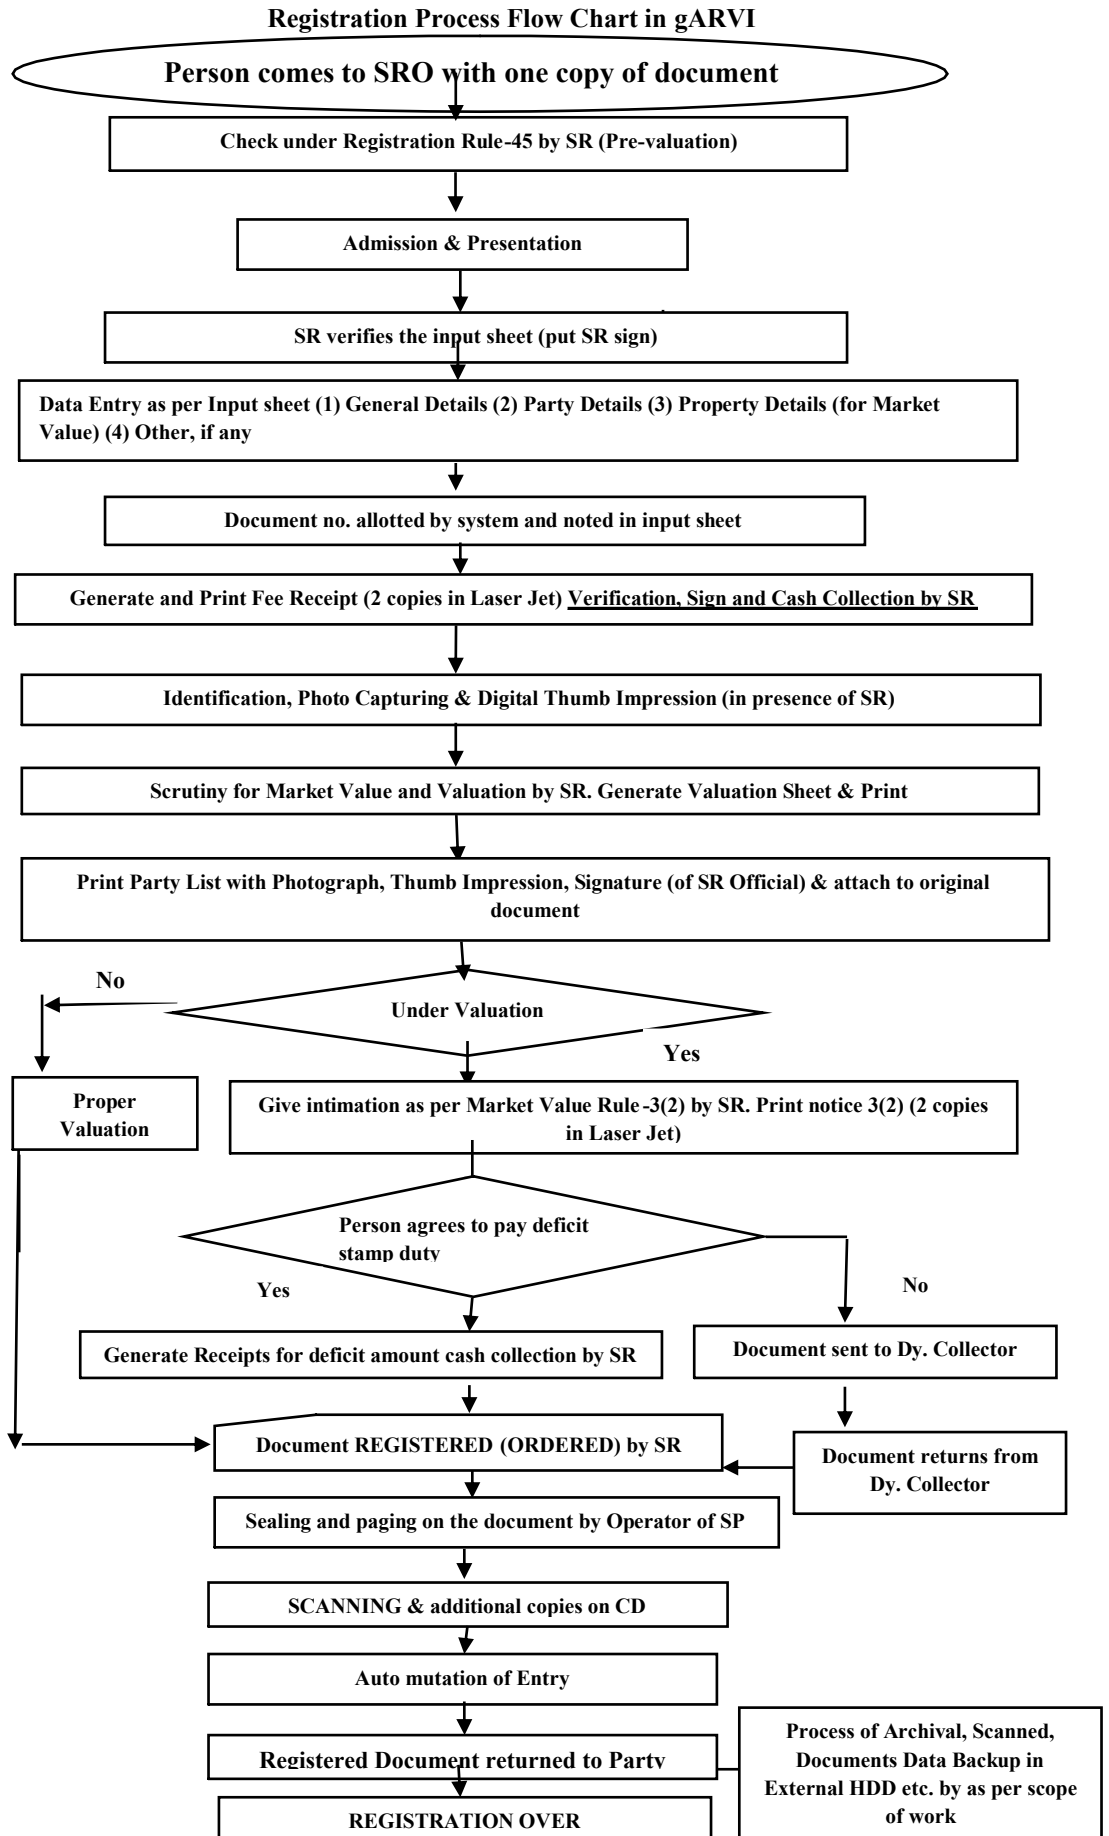 Registration Process Flow Chart in gARVI
Person comes to SRO with one copy of document
Check under Registration Rule-45 by SR (Pre-valuation)
Admission & Presentation
SR verifies the input sheet (put SR sign)
Data Entry as per Input sheet (1) General Details (2) Party Details (3) Property Details (for Market
Value) (4) Other, if any
Document no. allotted by system and noted in input sheet
Generate and Print Fee Receipt (2 copies in Laser Jet) Verification, Sign and Cash Collection by SR
Identification, Photo Capturing & Digital Thumb Impression (in presence of SR)
Scrutiny for Market Value and Valuation by SR. Generate Valuation Sheet & Print
Print Party List with Photograph, Thumb Impression, Signature (of SR Official) & attach to original
document
No
Under Valuation
Yes
Proper
Valuation
Give intimation as per Market Value Rule-3(2) by SR. Print notice 3(2) (2 copies
in Laser Jet)
Person agrees to pay deficit
stamp duty
Yes
No
Generate Receipts for deficit amount cash collection by SR
Document sent to Dy. Collector
Document REGISTERED (ORDERED) by SR
Document returns from
Dy. Collector
Sealing and paging on the document by Operator of SP
SCANNING & additional copies on CD
Auto mutation of Entry
Registered Document returned to Party
Process of Archival, Scanned,
Documents Data Backup in
External HDD etc. by as per scope
of work
REGISTRATION OVER